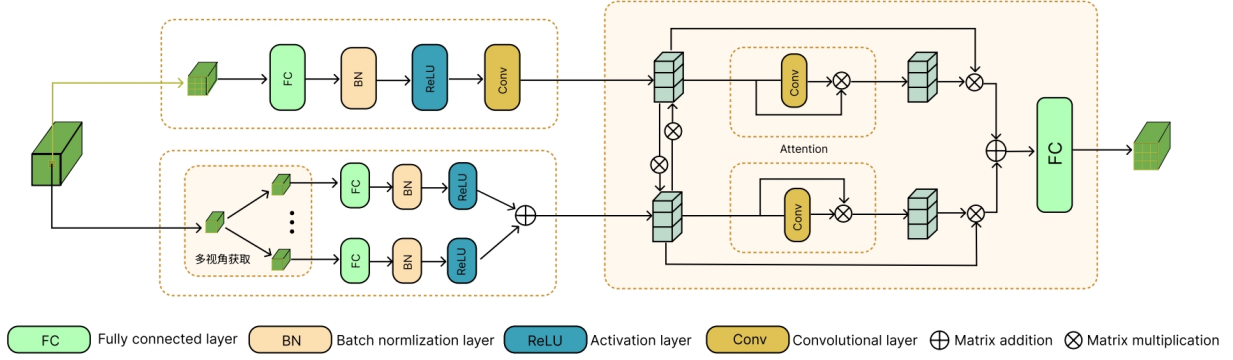 FC
BN
ReLU
Conv
Conv
Attention
FC
FC
BN
ReLU
Conv
多视角获取
FC
BN
ReLU
FC
Fully connected layer
BN
Batch normlization layer
ReLU
Activation layer
Conv
Convolutional layer
Matrix addition
Matrix multiplication